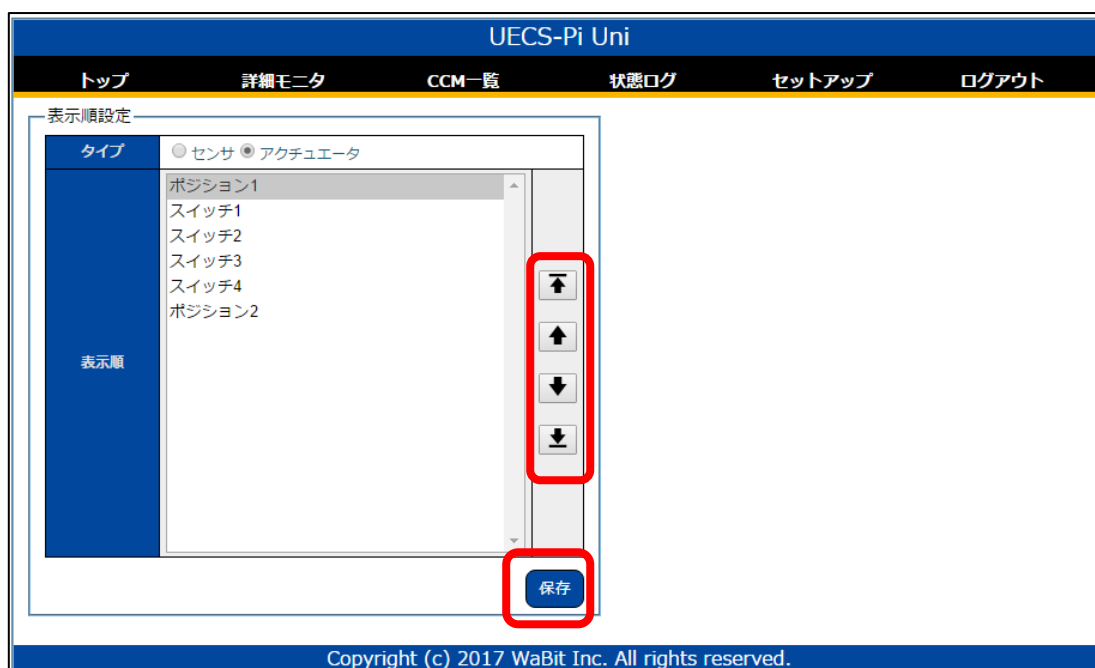 UECS-Pi Uni
トップ 詳細モニタ CCM一覧 状態ログ セットアップ ログアウト
表示順設定
タイプ センサ アクチュエータ
ポジション1
スイッチ1
スイッチ2
スイッチ3
スイッチ4
ポジション2
表示順
保存
Copyright (c) 2017 WaBit Inc. All rights reserved.